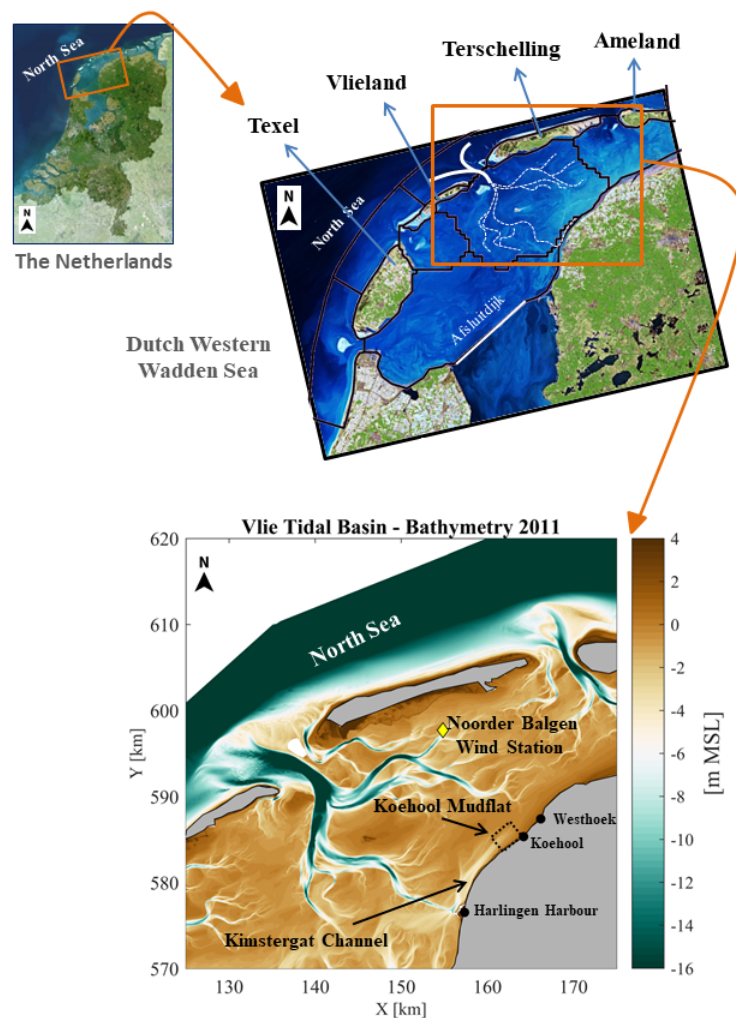 North Sea
N
The Netherlands
Ameland
Terschelling
Vlieland
Texel
N
North Sea
Afsluitdijk
Dutch Western
Wadden Sea
Vlie Tidal Basin - Bathymetry 2011
620
610
600
590
580
570
Y [km]
N
North Sea
Noorder Balgen
Wind Station
Koehool Mudflat
Westhoek
Koehool
Harlingen Harbour
Kimstergat Channel
130
140
150
160
170
X [km]
4
2
0
-2
-4
-6
-8
-10
-12
-14
-16
[m MSL]